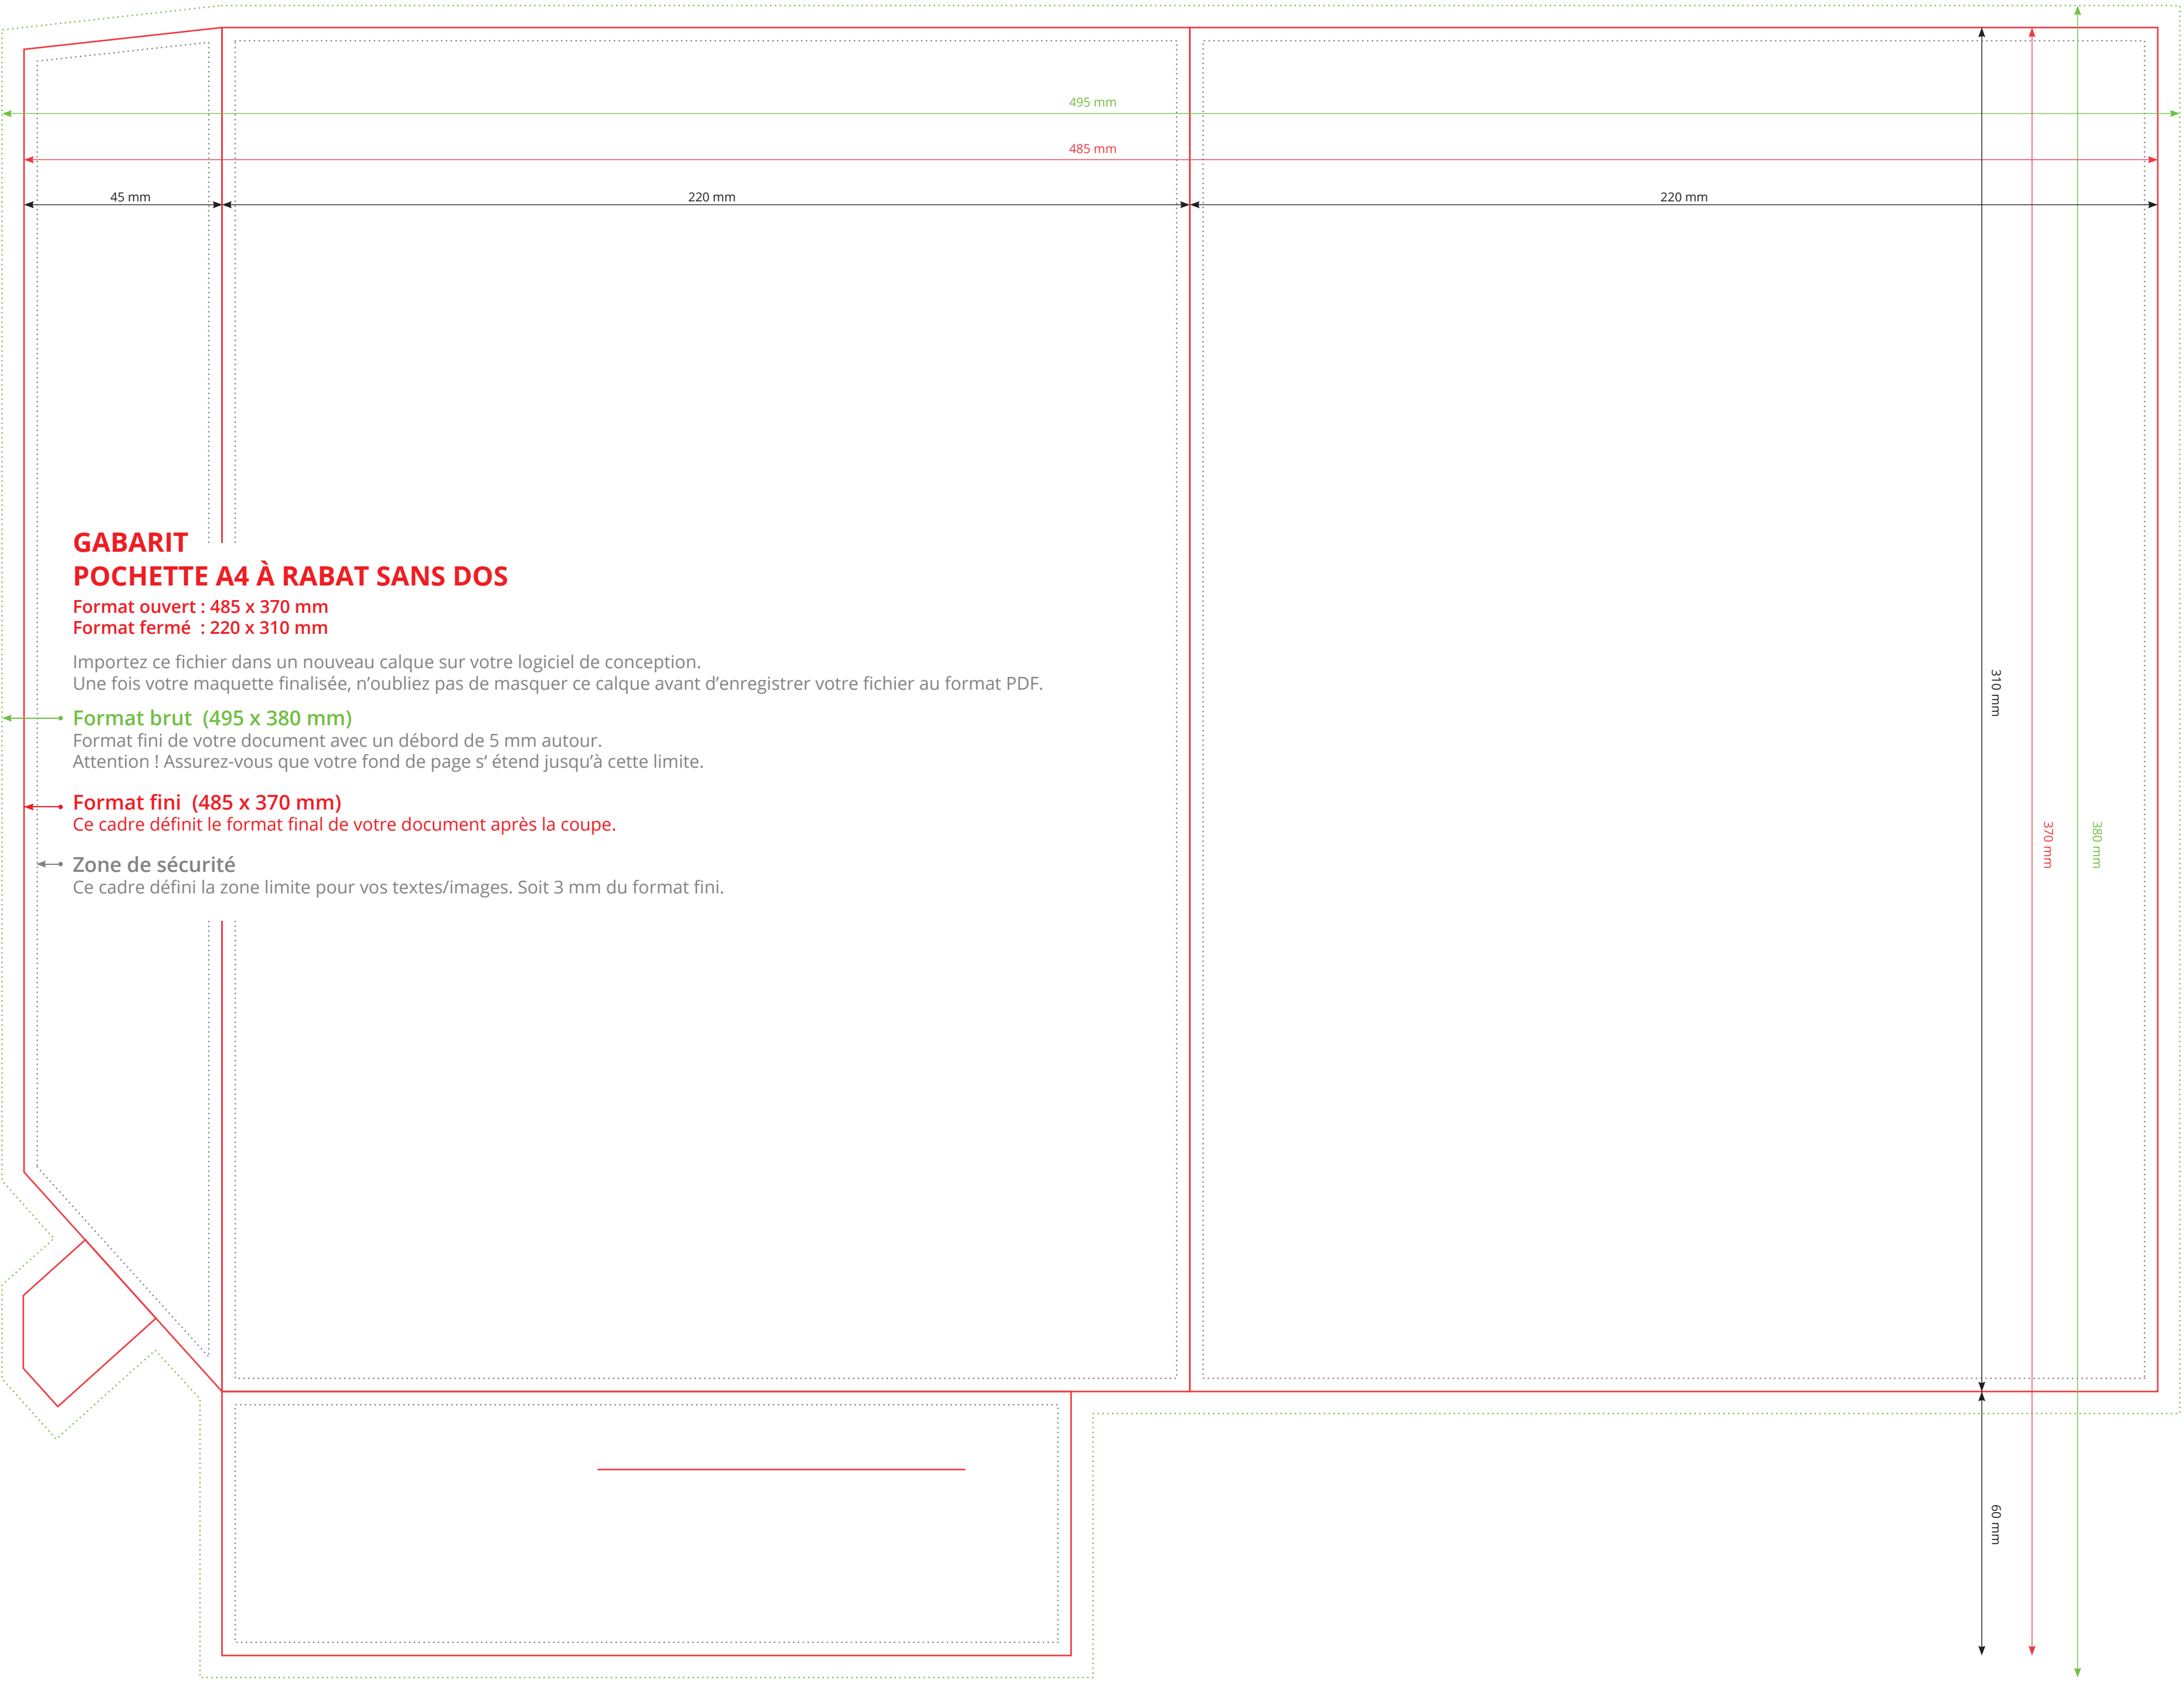 495 mm
485 mm
45 mm
220 mm
220 mm
GABARIT
POCHETTE A4 À RABAT SANS DOS
Format ouvert : 485 x 370 mm
Format fermé  : 220 x 310 mm
Importez ce fichier dans un nouveau calque sur votre logiciel de conception.
Une fois votre maquette finalisée, n’oubliez pas de masquer ce calque avant d’enregistrer votre fichier au format PDF.
Format brut  (495 x 380 mm)
Format fini de votre document avec un débord de 5 mm autour.
Attention ! Assurez-vous que votre fond de page s’ étend jusqu’à cette limite.
Format fini  (485 x 370 mm)
Ce cadre définit le format final de votre document après la coupe.
Zone de sécurité
Ce cadre défini la zone limite pour vos textes/images. Soit 3 mm du format fini.
310 mm
370 mm
380 mm
60 mm